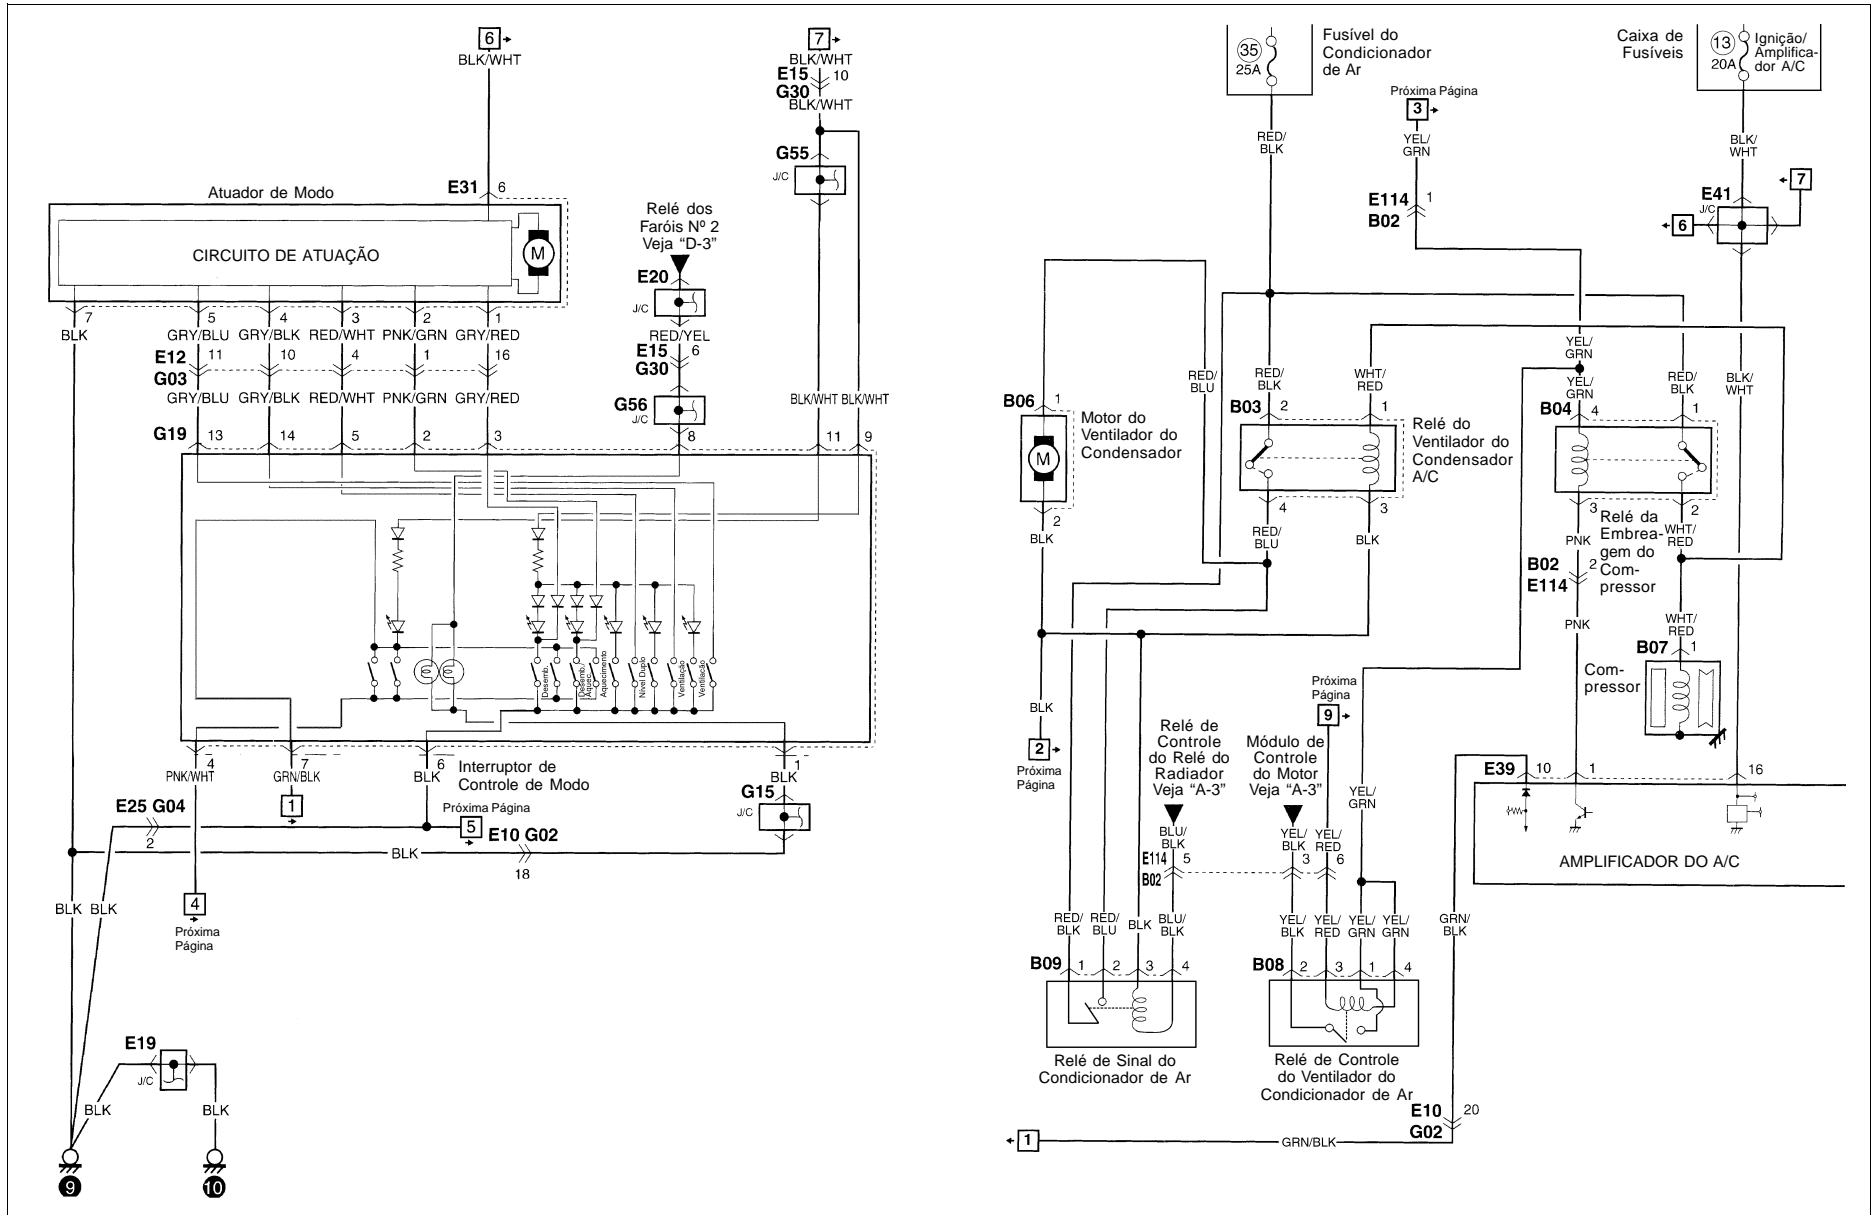 6
BLK/WHT
7
BLK/WHT
E15 10
G30
BLK/WHT
G55
J/C
Atuador de Modo
E31 6
CIRCUITO DE ATUAÇÃO
M
Relé dos
Faróis Nº 2
Veja “D-3”
E20
J/C
RED/YEL
E15 6
G30
G56
J/C
7 5 4 3 2 1
BLK GRY/BLU GRY/BLK RED/WHT PNK/GRN GRY/RED
E12 11 10 4 1 16
G03
GRY/BLU GRY/BLK RED/WHT PNK/GRN GRY/RED
BLK/WHT BLK/WHT
G19 13 14 5 2 3 8 11 9
Desemb.
Desemb./
Aquec.
Aquecimento
Nível Duplo
Ventilação
Ventilação
4 7 6 1
PNK/WHT GRN/BLK BLK BLK
Interruptor de
Controle de Modo
1
E25 G04
2
Próxima Página
5
E10 G02
18
G15
J/C
BLK
BLK BLK
4
Próxima
Página
E19
J/C
BLK BLK
9 10
35
25A
Fusível do
Condicionador
de Ar
Caixa de
Fusíveis
13
20A
Ignição/
Amplifica-
dor A/C
Próxima Página
3
RED/
BLK
YEL/
GRN
BLK/
WHT
E114 1
B02
E41
J/C
7
6
YEL/
GRN
RED/
BLU
RED/
BLK
WHT/
RED
YEL/
GRN
RED/
BLK
BLK/
WHT
B06 1
M
2
BLK
Motor do
Ventilador do
Condensador
B03 2 1
4 3
RED/
BLU
BLK
Relé do
Ventilador do
Condensador
A/C
B04 4 1
3 2
Relé da
Embrea-
gem do
Com-
pressor
PNK
WHT/
RED
B02 2
E114
PNK
WHT/
RED
B07 1
Com-
pressor
BLK
2
Próxima
Página
Relé de
Controle
do Relé do
Radiador
Veja “A-3”
Módulo de
Controle
do Motor
Veja “A-3”
Próxima
Página
9
BLU/
BLK
YEL/
BLK
YEL/
RED
YEL/
GRN
E114 5 3 6
B02
E39 10 1 16
AMPLIFICADOR DO A/C
RED/
BLK
RED/
BLU
BLK
BLU/
BLK
YEL/
BLK
YEL/
RED
YEL/
GRN
YEL/
GRN
GRN/
BLK
B09 1 2 3 4
B08 2 3 1 4
Relé de Sinal do
Condicionador de Ar
Relé de Controle
do Ventilador do
Condicionador de Ar
E10 20
G02
1
GRN/BLK